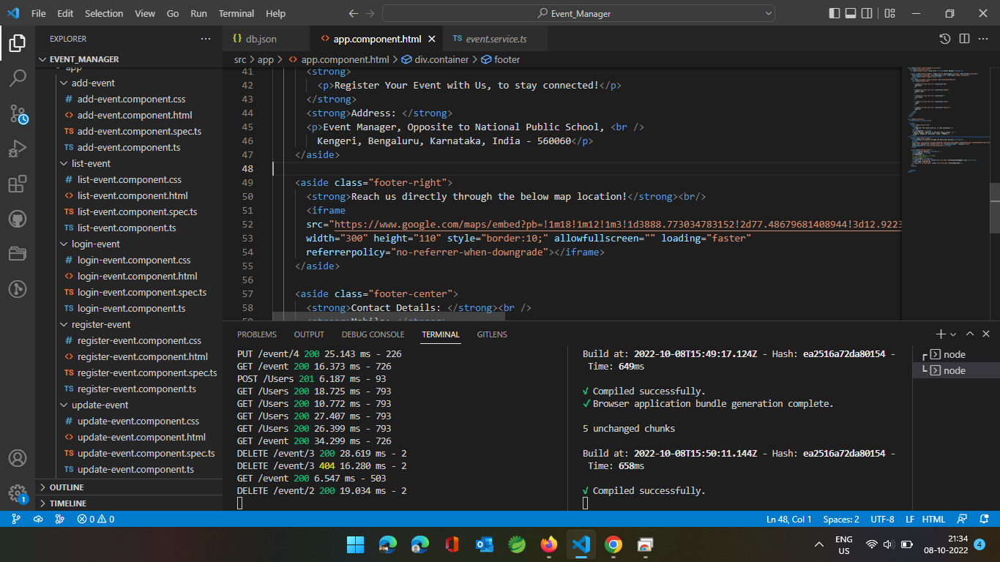 File Edit Selection View Go Run Terminal Help
Event_Manager
EXPLORER
EVENT_MANAGER
app
add-event
# add-event.component.css
<> add-event.component.html
TS add-event.component.spec.ts
TS add-event.component.ts
list-event
# list-event.component.css
<> list-event.component.html
TS list-event.component.spec.ts
TS list-event.component.ts
login-event
# login-event.component.css
<> login-event.component.html
TS login-event.component.spec.ts
TS login-event.component.ts
register-event
# register-event.component.css
<> register-event.component.html
TS register-event.component.spec.ts
TS register-event.component.ts
update-event
# update-event.component.css
<> update-event.component.html
TS update-event.component.spec.ts
TS update-event.component.ts
OUTLINE
TIMELINE
{} db.json
<> app.component.html
TS event.service.ts
src > app > <> app.component.html > div.container > footer
41 <strong>
42 <p>Register Your Event with Us, to stay connected!</p>
43 </strong>
44 <strong>Address: </strong>
45 <p>Event Manager, Opposite to National Public School, <br />
46 Kengeri, Bengaluru, Karnataka, India - 560060</p>
47 </aside>
48
49 <aside class="footer-right">
50 <strong>Reach us directly through the below map location!</strong><br/>
51 <iframe
52 src="https://www.google.com/maps/embed?pb=!1m18!1m12!1m3!1d3888.773034783152!2d77.48679681408944!3d12.9223
53 width="300" height="110" style="border:10;" allowfullscreen="" loading="faster"
54 referrerpolicy="no-referrer-when-downgrade"></iframe>
55 </aside>
56
57 <aside class="footer-center">
58 <strong>Contact Details: </strong><br />
59 <strong>Mobile: </strong>
PROBLEMS OUTPUT DEBUG CONSOLE TERMINAL GITLENS
PUT /event/4 200 25.143 ms - 226
GET /event 200 16.373 ms - 726
POST /Users 201 6.187 ms - 93
GET /Users 200 18.725 ms - 793
GET /Users 200 10.772 ms - 793
GET /Users 200 27.407 ms - 793
GET /Users 200 26.399 ms - 793
GET /event 200 34.299 ms - 726
DELETE /event/3 200 28.619 ms - 2
DELETE /event/3 404 16.280 ms - 2
GET /event 200 6.547 ms - 503
DELETE /event/2 200 19.034 ms - 2
Build at: 2022-10-08T15:49:17.124Z - Hash: ea2516a72da80154 -
Time: 649ms
√ Compiled successfully.
✔ Browser application bundle generation complete.
5 unchanged chunks
Build at: 2022-10-08T15:50:11.144Z - Hash: ea2516a72da80154 -
Time: 658ms
√ Compiled successfully.
node
node
1
0 0
Ln 48, Col 1 Spaces: 2 UTF-8 LF HTML
ENG
US
21:34
08-10-2022
4